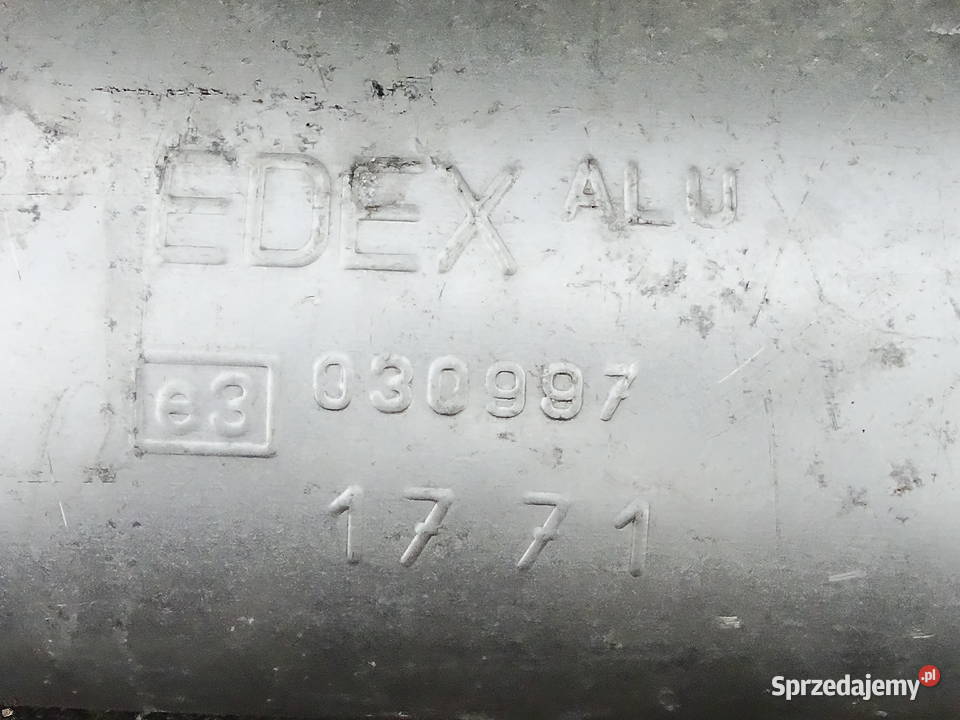 EDEX ALU
e3 030997
1771
Sprzedajemy.pl